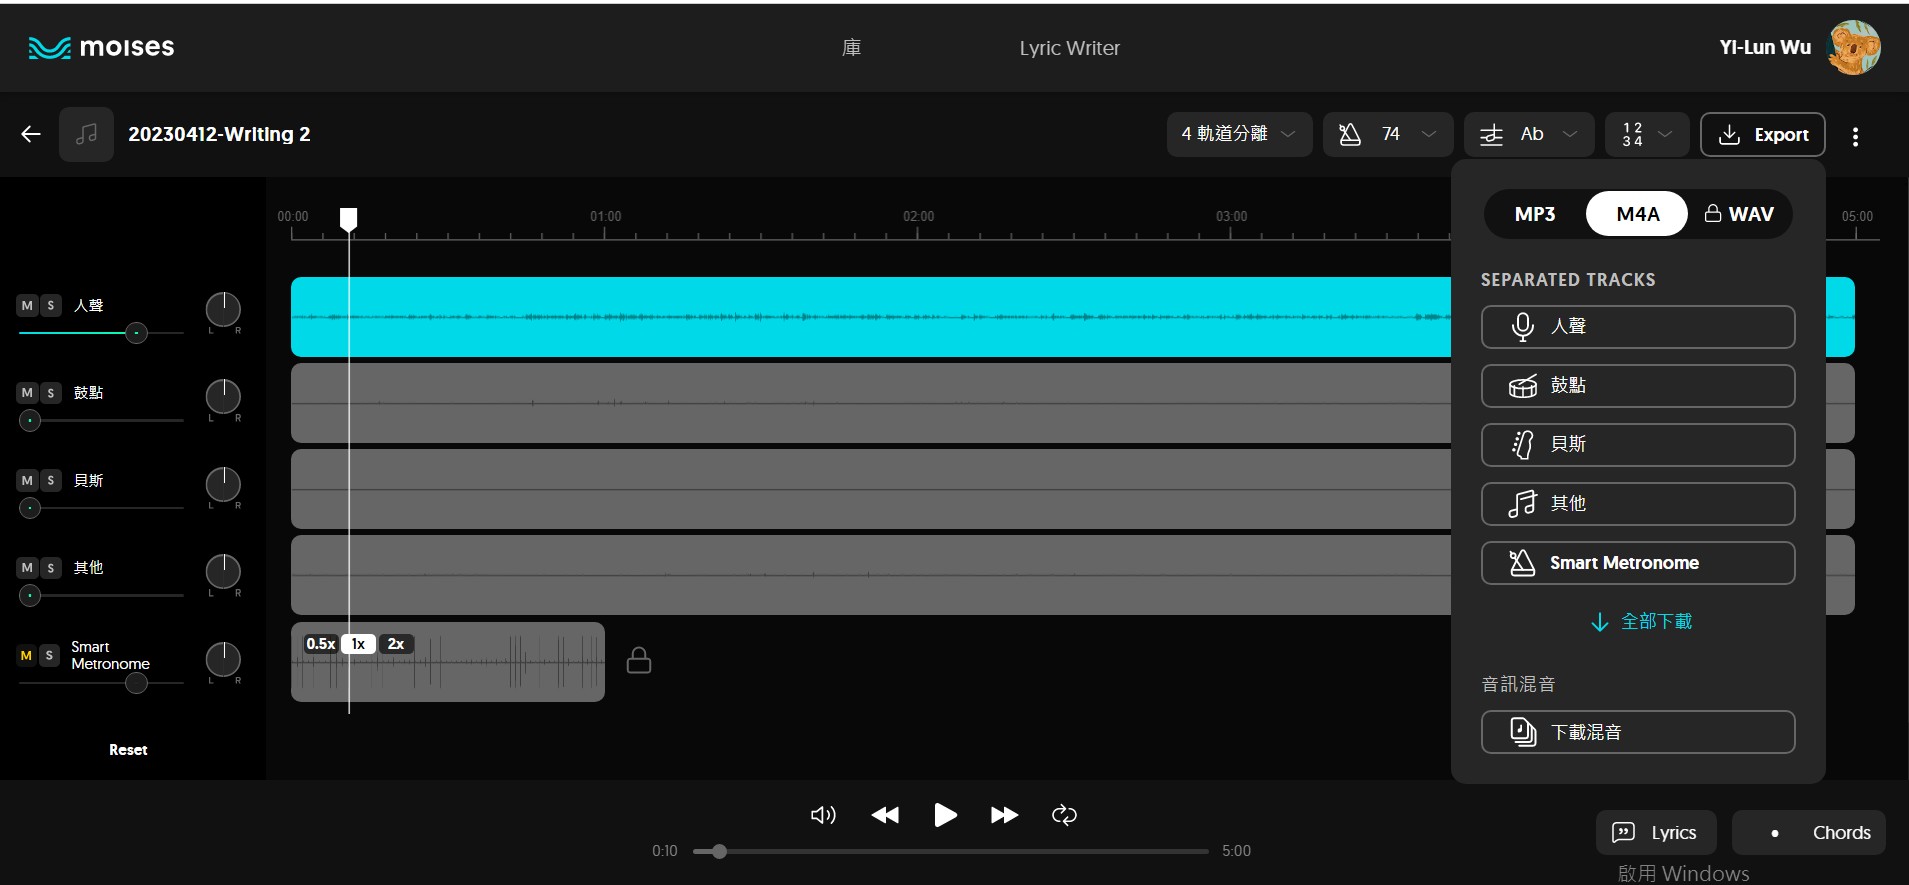 moises
庫
Lyric Writer
YI-Lun Wu
20230412-Writing 2
4 軌道分離
74
Ab
1 2
3 4
Export
00:00
01:00
02:00
03:00
05:00
MP3
M4A
WAV
SEPARATED TRACKS
人聲
鼓點
貝斯
其他
Smart Metronome
全部下載
音訊混音
下載混音
M S 人聲
L R
M S 鼓點
L R
M S 貝斯
L R
M S 其他
L R
M S Smart
Metronome
L R
0.5x 1x 2x
Reset
0:10
5:00
Lyrics
Chords
啟用 Windows